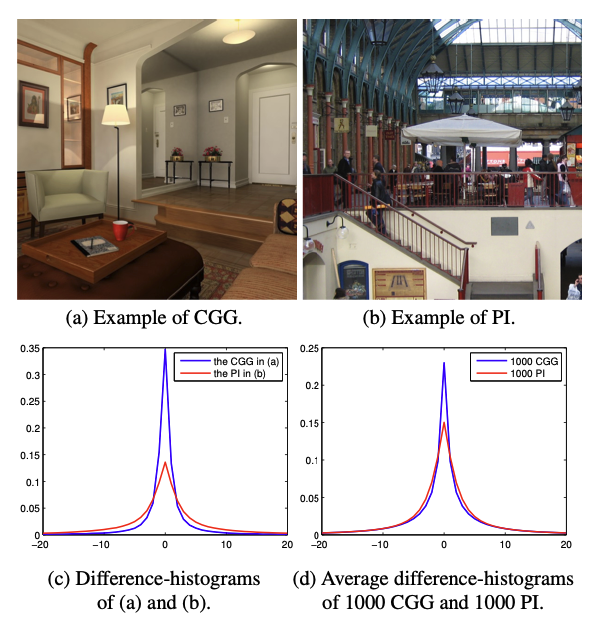 (a) Example of CGG.
(b) Example of PI.
0.35
0.3
0.25
0.2
0.15
0.1
0.05
0
−20
−10
0
10
20
the CGG in (a)
the PI in (b)
0.25
0.2
0.15
0.1
0.05
0
−20
−10
0
10
20
1000 CGG
1000 PI
(c) Difference-histograms
of (a) and (b).
(d) Average difference-histograms
of 1000 CGG and 1000 PI.